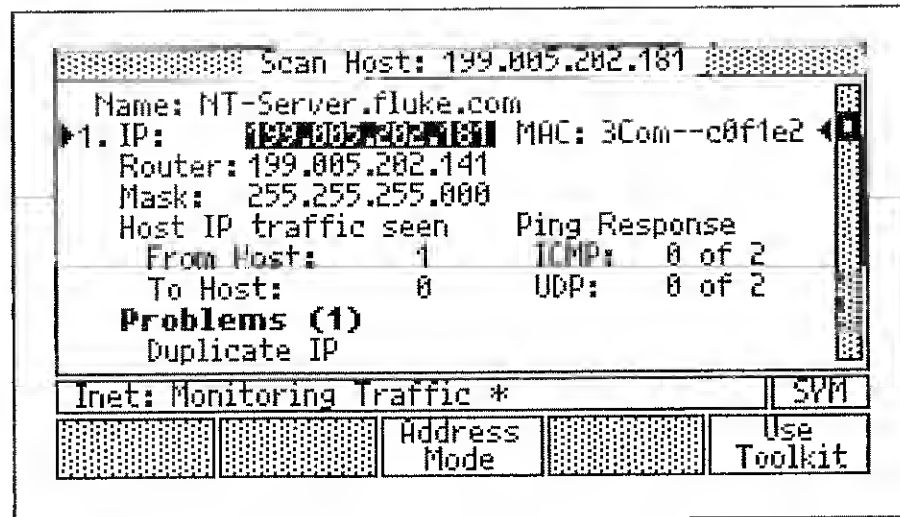 Scan Host: 199.005.202.181
Name: NT-Server.fluke.com
1. IP: 199.005.202.181 MAC: 3Com--c0f1e2
Router: 199.005.202.141
Mask: 255.255.255.000
Host IP traffic seen Ping Response
From Host: 1 ICMP: 0 of 2
To Host: 0 UDP: 0 of 2
Problems (1)
Duplicate IP
Inet: Monitoring Traffic * SYM
Address Mode
Use Toolkit